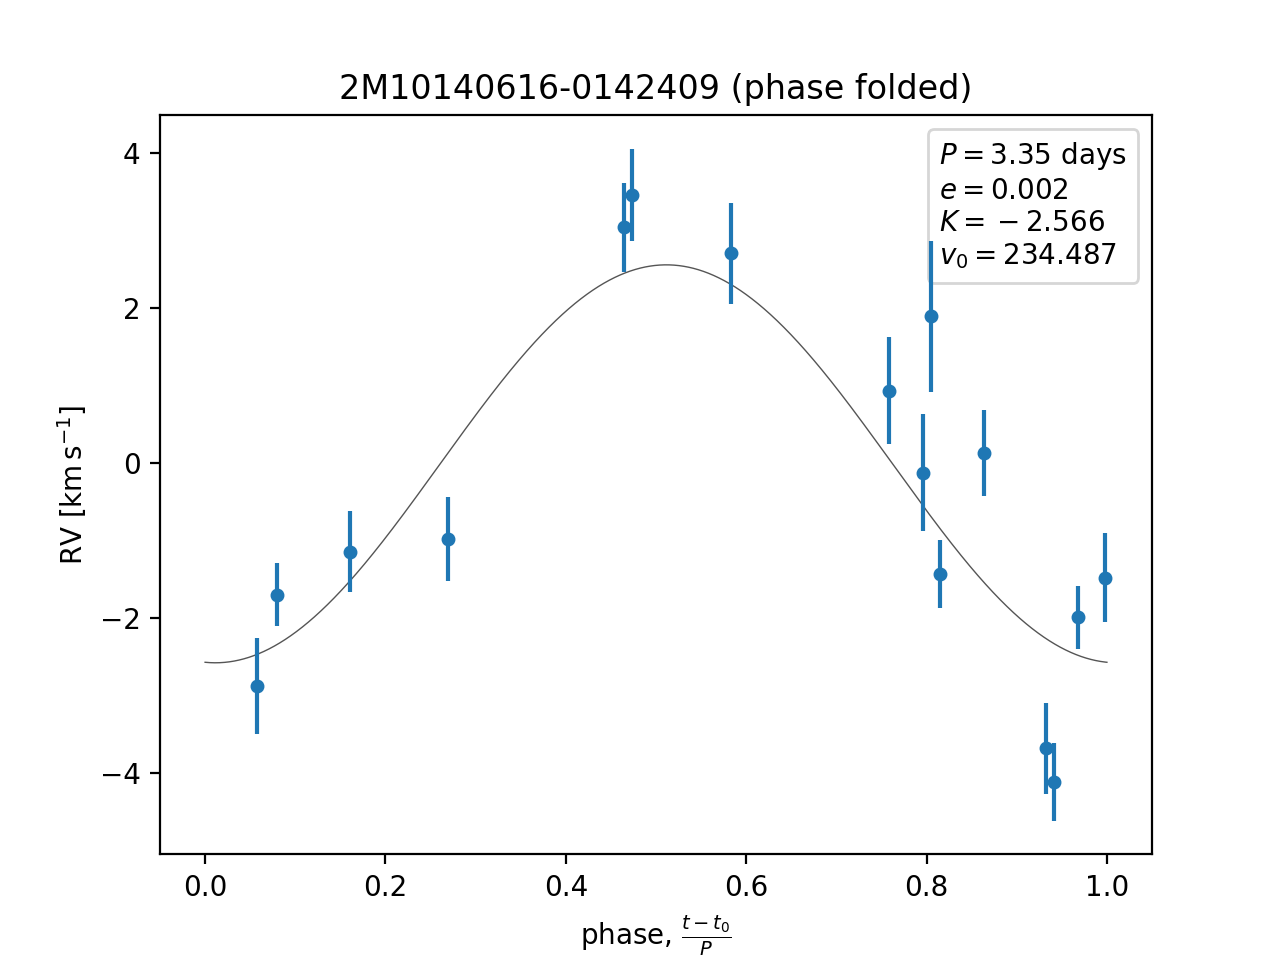 2M10140616-0142409 (phase folded)
P = 3.35 days
e = 0.002
K = −2.566
v₀ = 234.487
4
2
0
−2
−4
RV [km s⁻¹]
0.0 0.2 0.4 0.6 0.8 1.0
phase, (t − t₀)/P